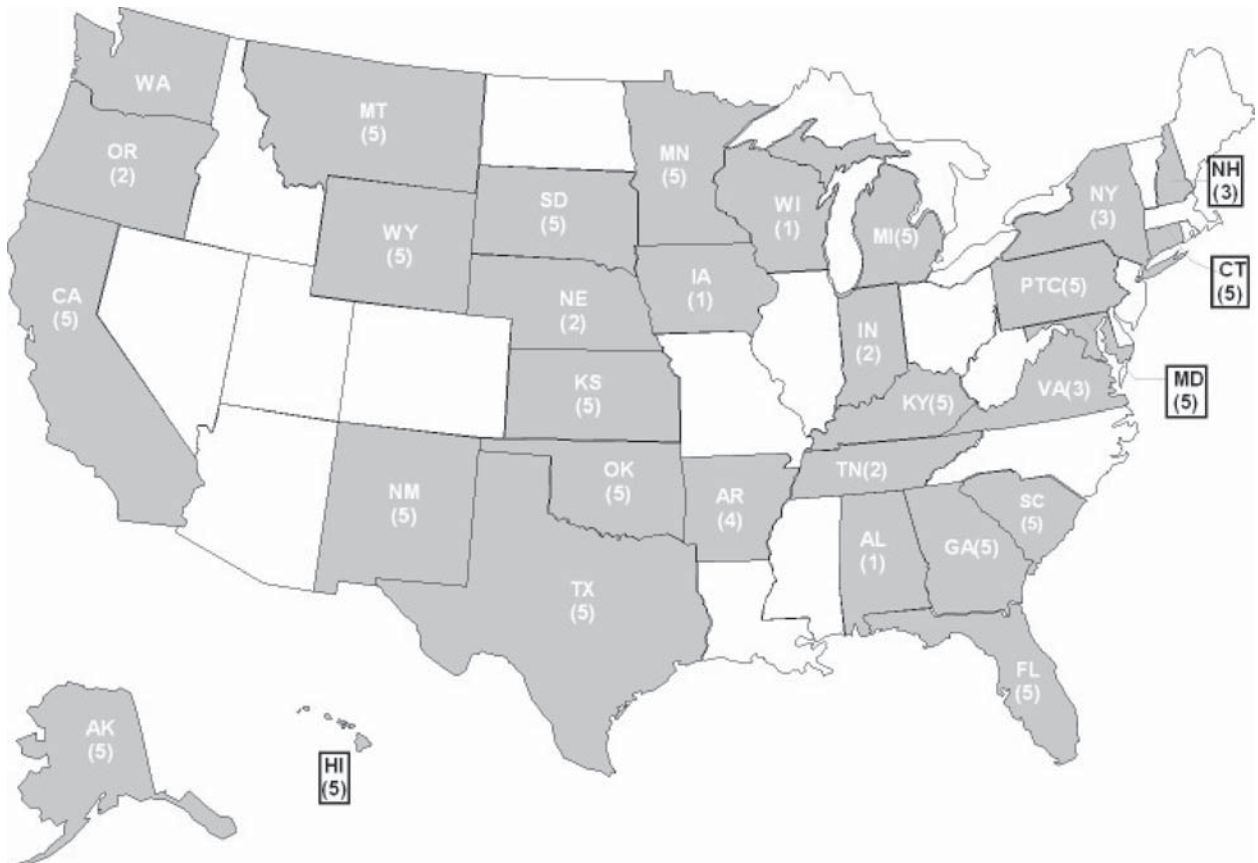 WA
MT
(5)
OR
(2)
MN
(5)
NH
(3)
SD
(5)
WI
(1)
NY
(3)
WY
(5)
MI(5)
CA
(5)
IA
(1)
CT
(5)
NE
(2)
PTC(5)
IN
(2)
KS
(5)
KY(5)
VA(3)
MD
(5)
NM
(5)
OK
(5)
AR
(4)
TN(2)
SC
(5)
AL
(1)
GA(5)
TX
(5)
FL
(5)
AK
(5)
HI
(5)